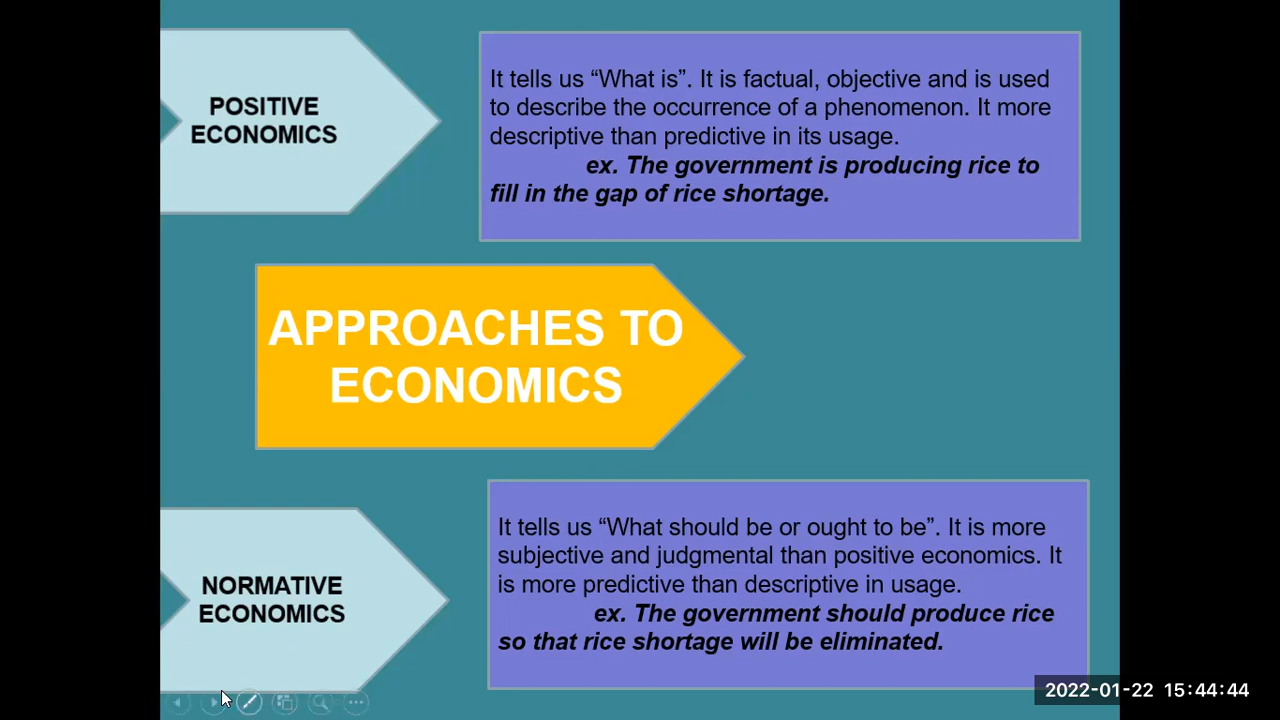 POSITIVE
ECONOMICS
It tells us “What is”. It is factual, objective and is used
to describe the occurrence of a phenomenon. It more
descriptive than predictive in its usage.
ex. The government is producing rice to
fill in the gap of rice shortage.
APPROACHES TO
ECONOMICS
NORMATIVE
ECONOMICS
It tells us “What should be or ought to be”. It is more
subjective and judgmental than positive economics. It
is more predictive than descriptive in usage.
ex. The government should produce rice
so that rice shortage will be eliminated.
2022-01-22 15:44:44